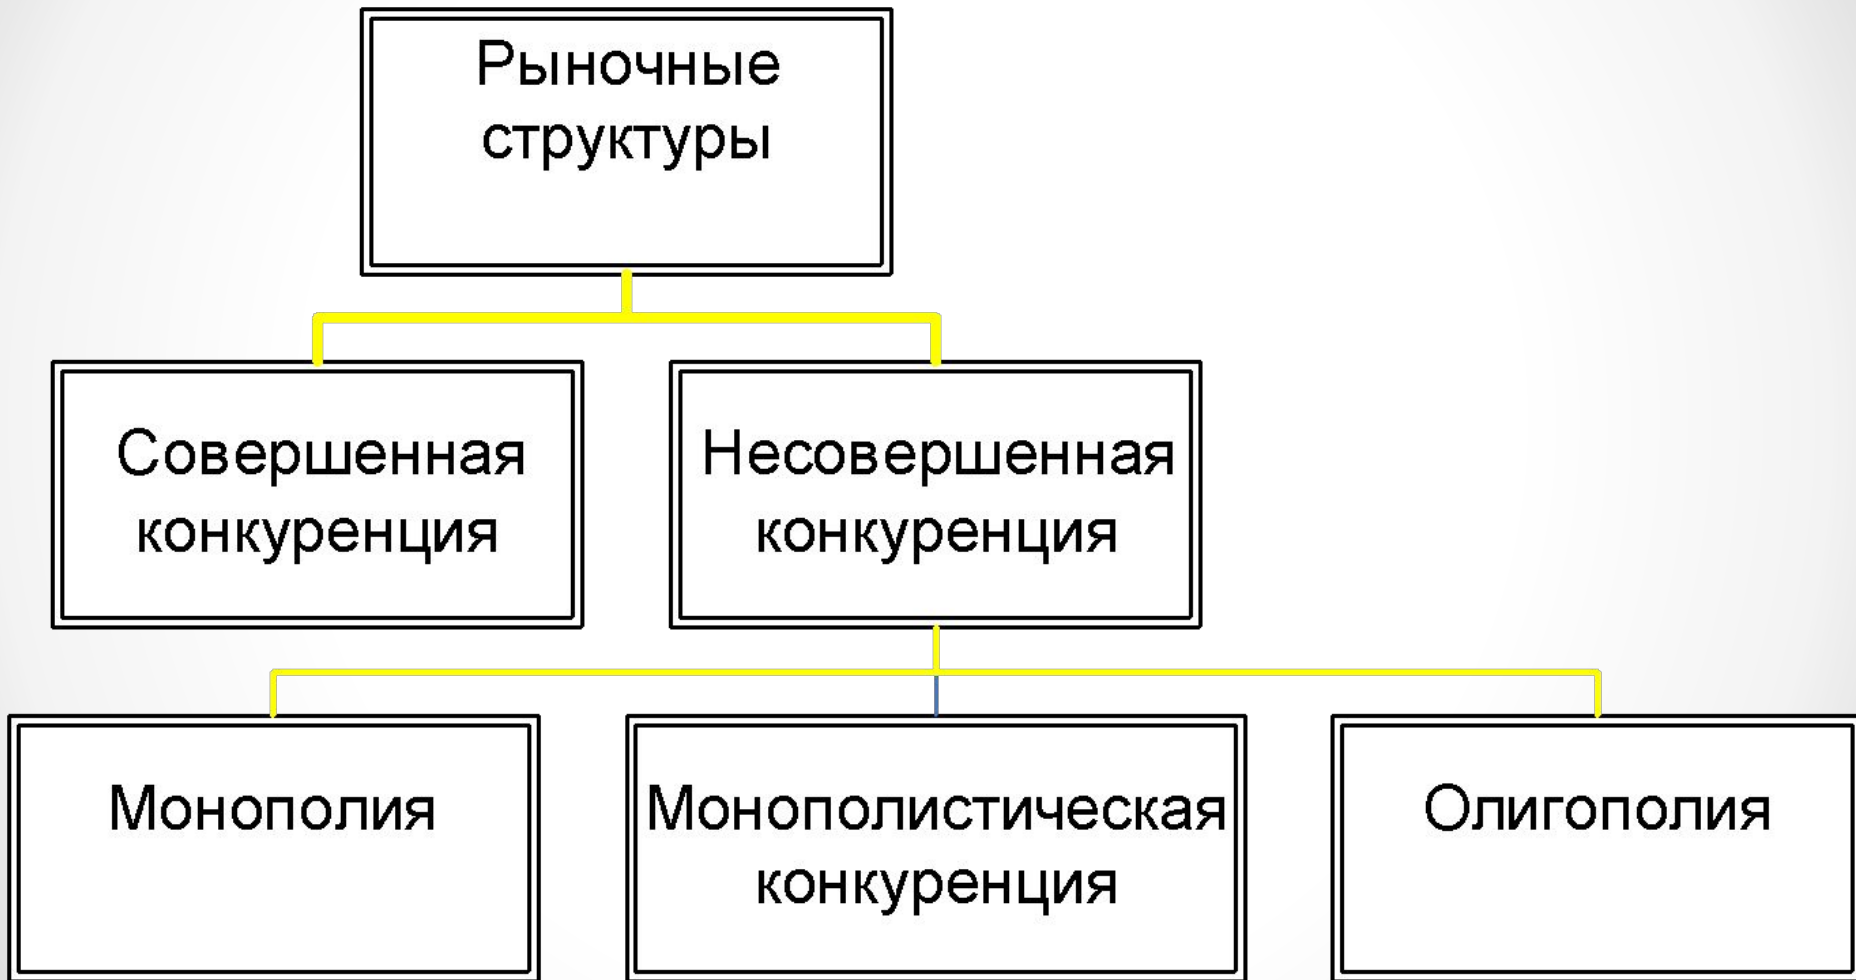 Рыночные
структуры
Совершенная
конкуренция
Несовершенная
конкуренция
Монополия
Монополистическая
конкуренция
Олигополия